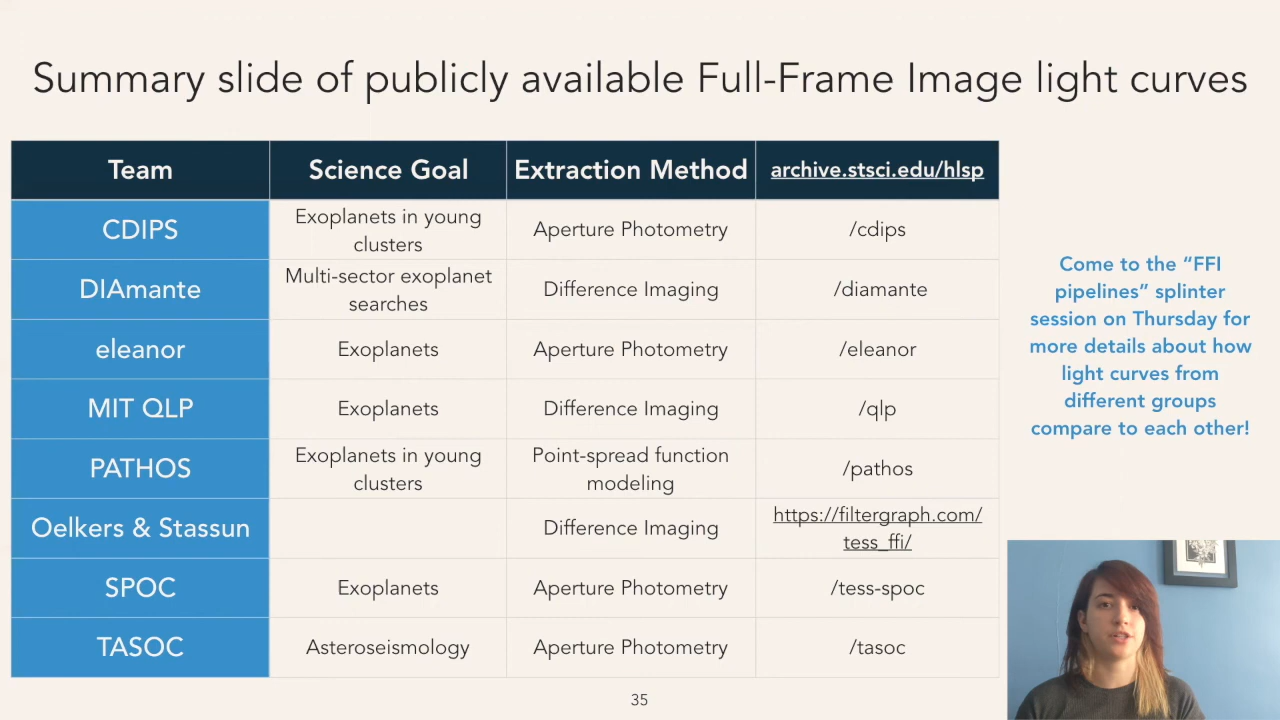 Summary slide of publicly available Full-Frame Image light curves
Team Science Goal Extraction Method archive.stsci.edu/hlsp
CDIPS Exoplanets in young clusters Aperture Photometry /cdips
DIAmante Multi-sector exoplanet searches Difference Imaging /diamante
eleanor Exoplanets Aperture Photometry /eleanor
MIT QLP Exoplanets Difference Imaging /qlp
PATHOS Exoplanets in young clusters Point-spread function modeling /pathos
Oelkers & Stassun Difference Imaging https://filtergraph.com/tess_ffi/
SPOC Exoplanets Aperture Photometry /tess-spoc
TASOC Asteroseismology Aperture Photometry /tasoc
Come to the “FFI
pipelines” splinter
session on Thursday for
more details about how
light curves from
different groups
compare to each other!
35